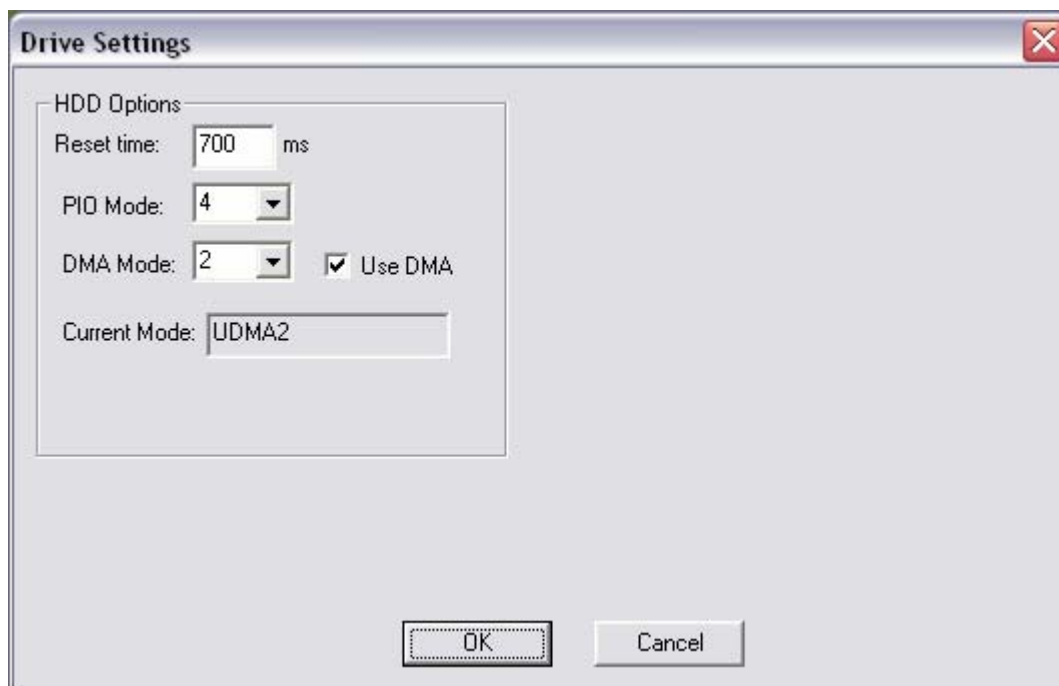 Drive Settings
HDD Options
Reset time: 700 ms
PIO Mode: 4
DMA Mode: 2 Use DMA
Current Mode: UDMA2
OK Cancel